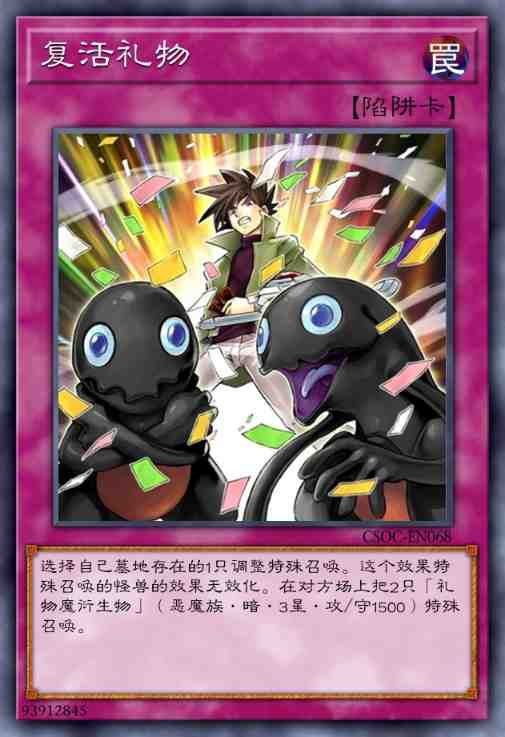 复活礼物
罠
【陷阱卡】
CSOC-EN068
选择自己墓地存在的1只调整特殊召唤。这个效果特
殊召唤的怪兽的效果无效化。在对方场上把2只「礼
物魔衍生物」（恶魔族·暗·3星·攻/守1500）特殊
召唤。
93912845